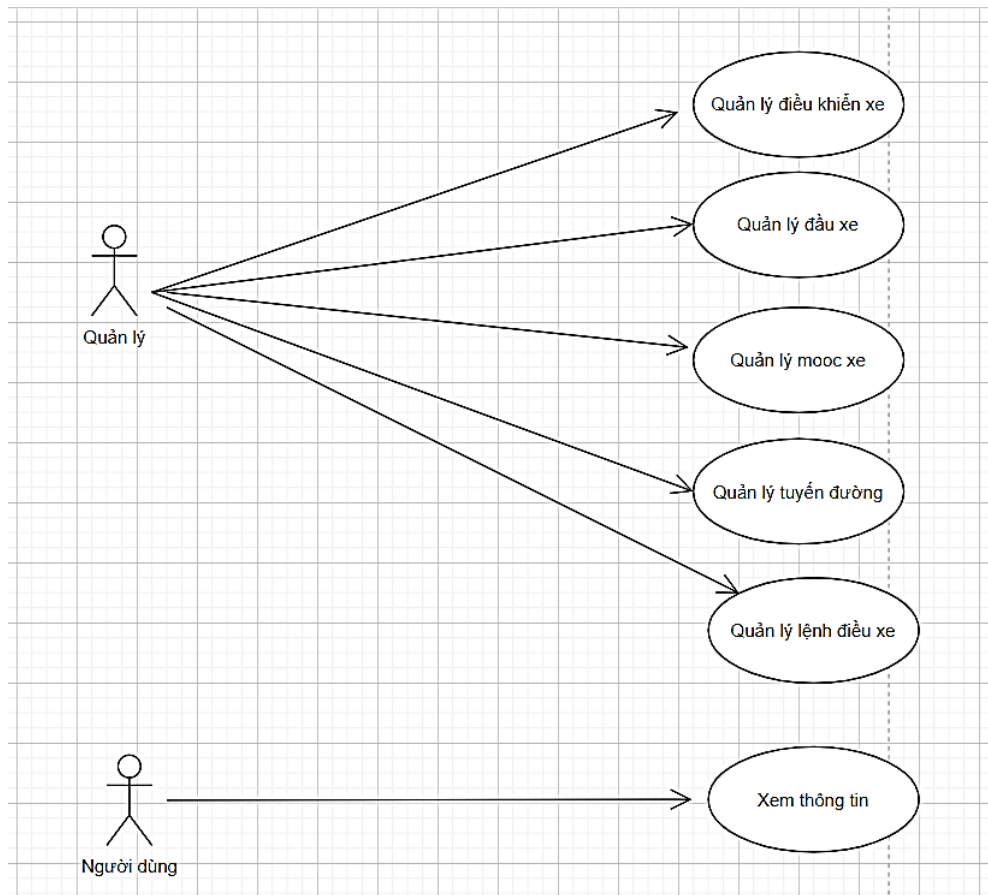 Quản lý điều khiển xe
Quản lý đầu xe
Quản lý
Quản lý mooc xe
Quản lý tuyến đường
Quản lý lệnh điều xe
Xem thông tin
Người dùng